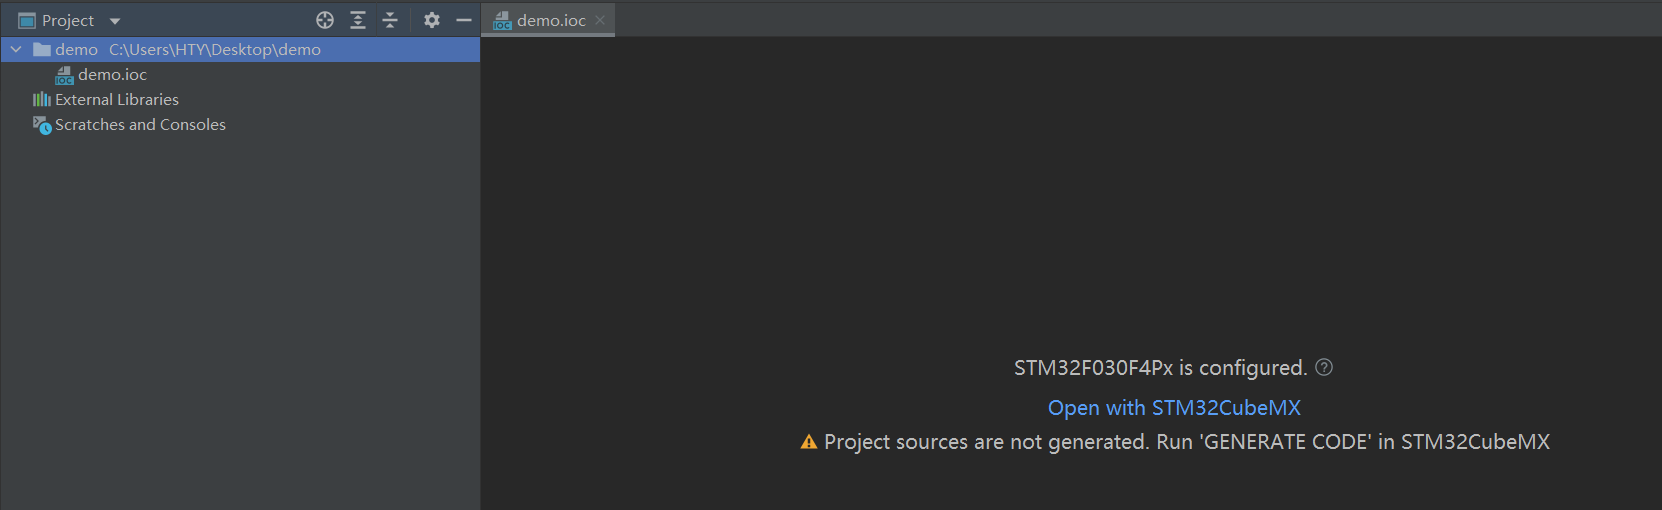 Project
demo.ioc
demo C:\Users\HTY\Desktop\demo
demo.ioc
External Libraries
Scratches and Consoles
STM32F030F4Px is configured.
Open with STM32CubeMX
Project sources are not generated. Run 'GENERATE CODE' in STM32CubeMX